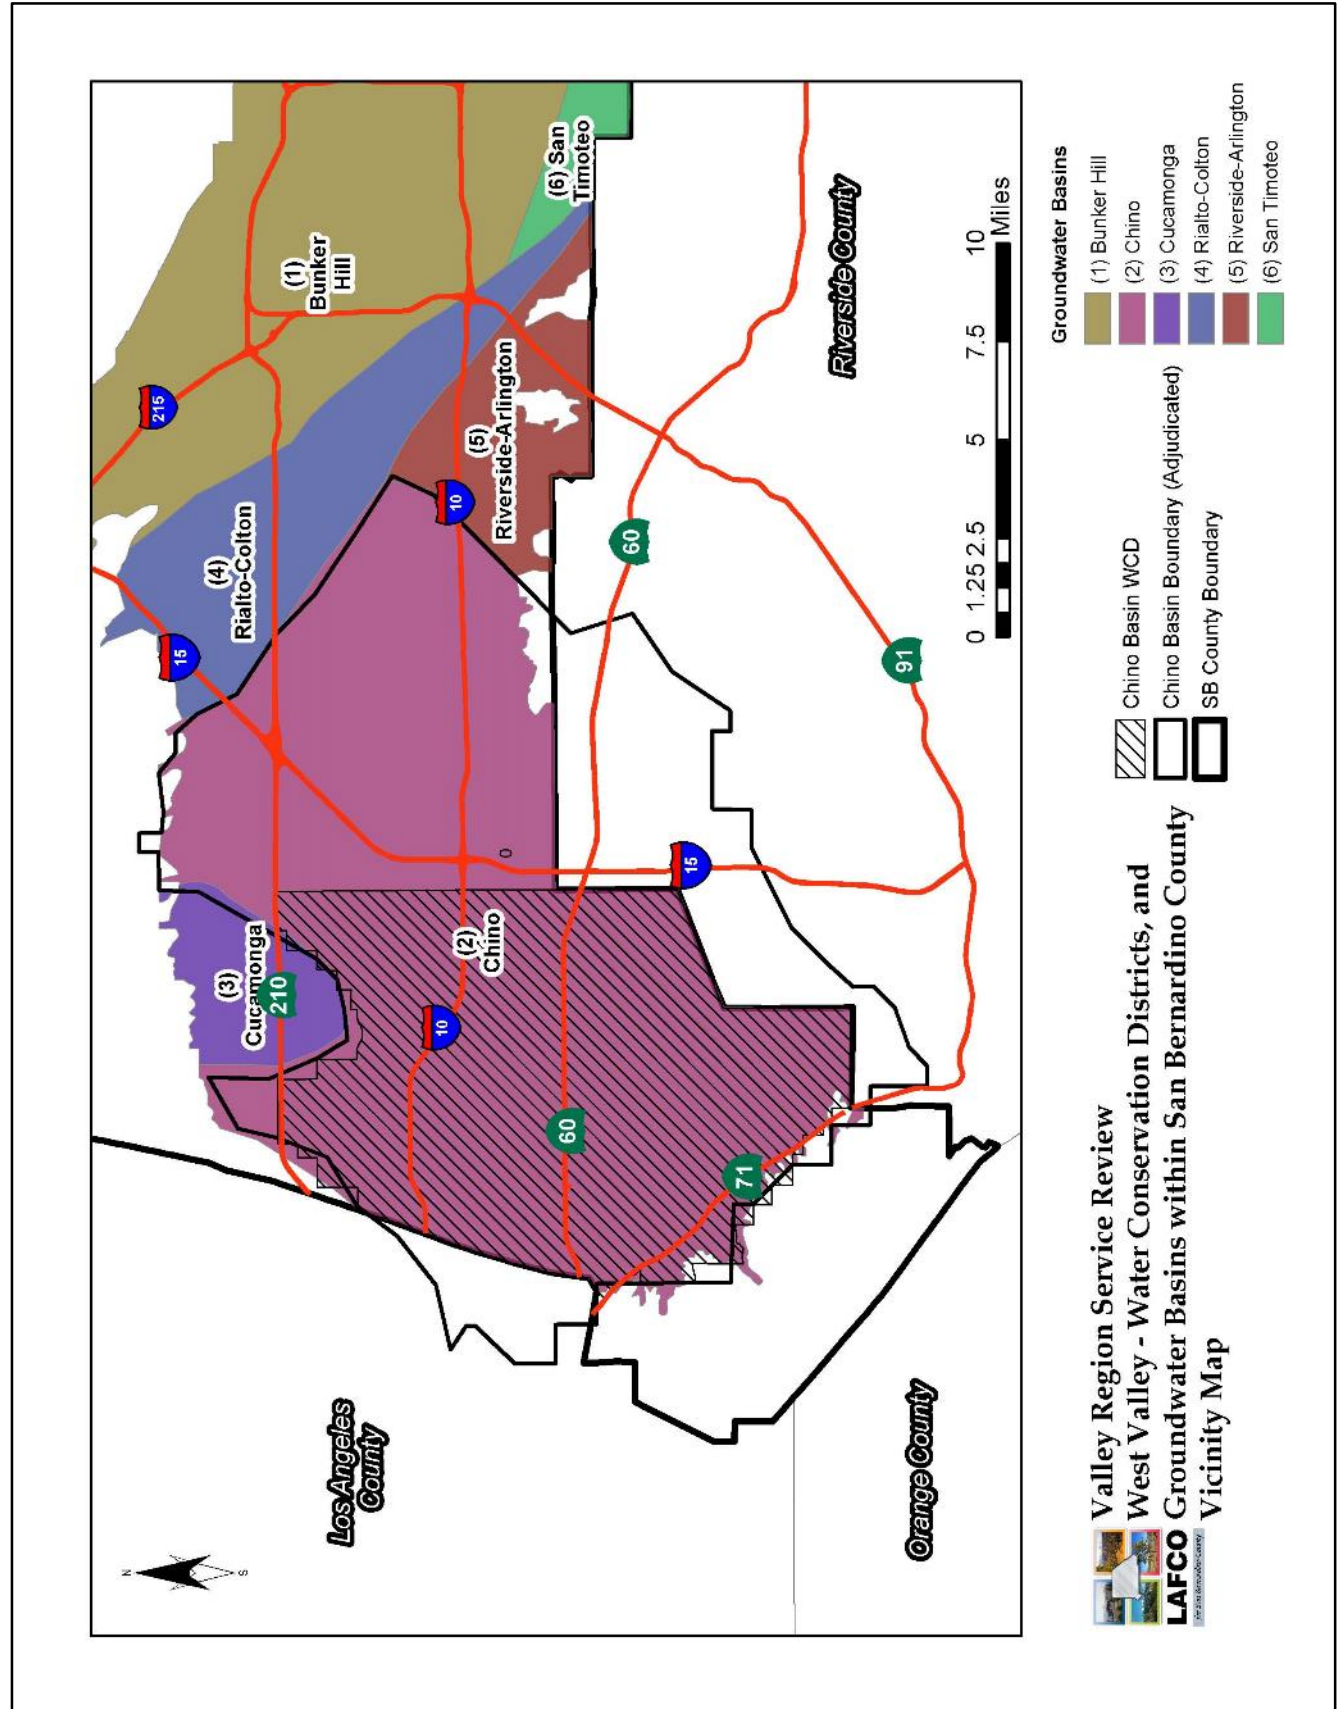 N
S
Los Angeles
County
Orange County
Riverside County
(1)
Bunker
Hill
(2)
Chino
(3)
Cucamonga
(4)
Rialto-Colton
(5)
Riverside-Arlington
(6) San
Timoteo
215
15
210
10
10
60
60
15
71
91
0
0 1.25 2.5 5 7.5 10
Miles
LAFCO
Valley Region Service Review
West Valley - Water Conservation Districts, and
Groundwater Basins within San Bernardino County
Vicinity Map
Chino Basin WCD
Chino Basin Boundary (Adjudicated)
SB County Boundary
Groundwater Basins
(1) Bunker Hill
(2) Chino
(3) Cucamonga
(4) Rialto-Colton
(5) Riverside-Arlington
(6) San Timoteo